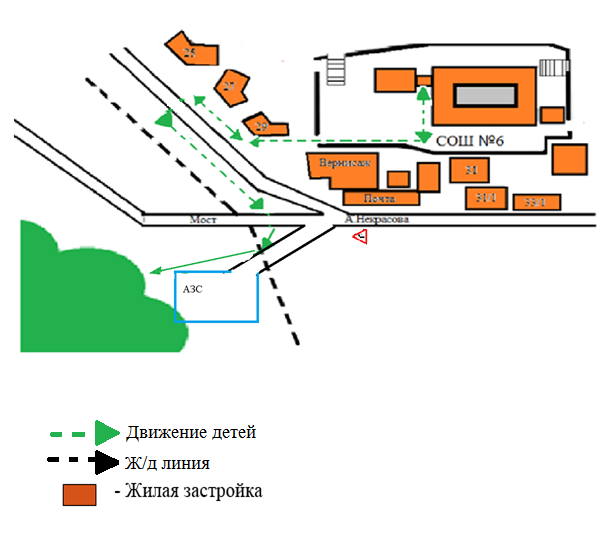 25
27
29
СОШ №6
Вернисаж
31
Почта
31/1
33/1
Мост
А.Некрасова
АЗС
Движение детей
Ж/д линия
- Жилая застройка